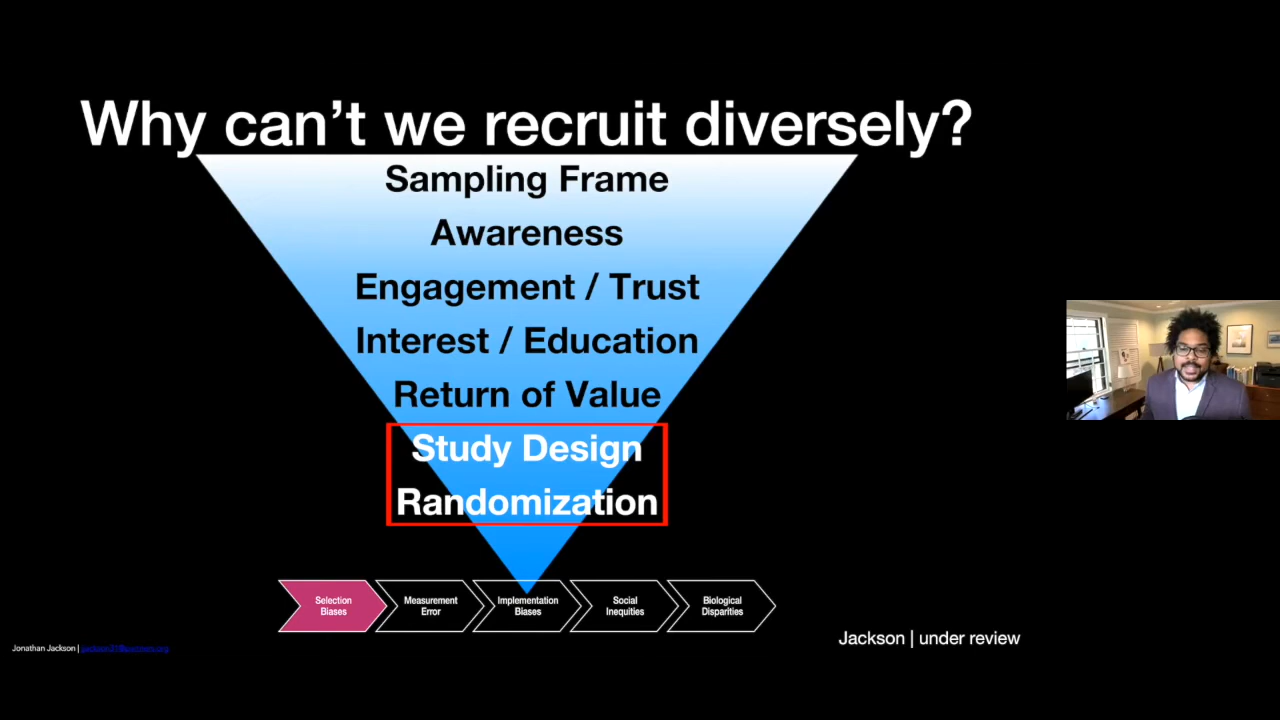 Why can't we recruit diversely?
Sampling Frame
Awareness
Engagement / Trust
Interest / Education
Return of Value
Study Design
Randomization
Selection
Biases
Measurement
Error
Implementation
Biases
Social
Inequities
Biological
Disparities
Jackson | under review
Jonathan Jackson |